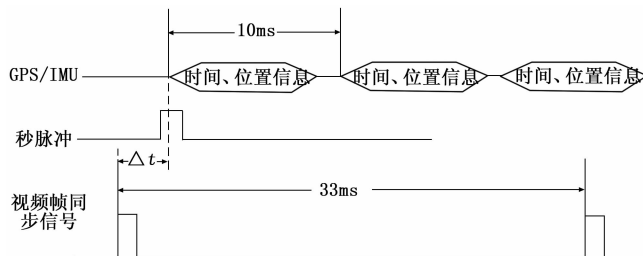 10ms
GPS/IMU
时间、位置信息
时间、位置信息
时间、位置信息
秒脉冲
△t
33ms
视频帧同
步信号